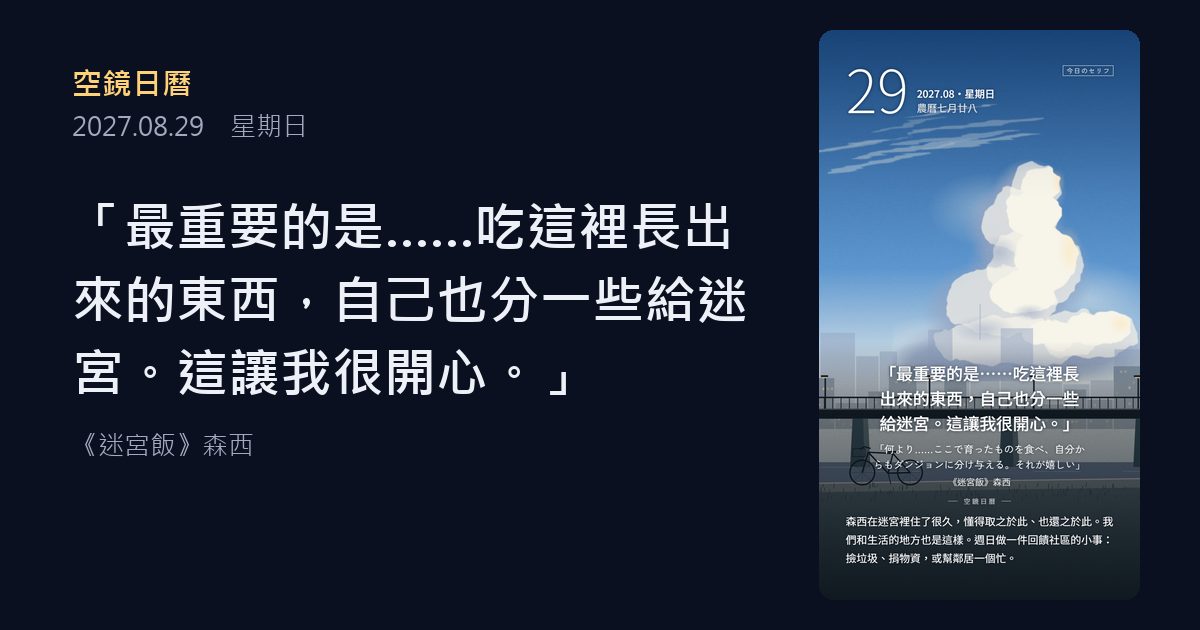 空鏡日曆
2027.08.29 星期日
「最重要的是……吃這裡長出
來的東西，自己也分一些給迷
宮。這讓我很開心。」
《迷宮飯》森西
29
2027.08・星期日
農曆七月廿八
今日のセリフ
「最重要的是……吃這裡長
出來的東西，自己也分一些
給迷宮。這讓我很開心。」
「何より……ここで育ったものを食べ、自分か
らもダンジョンに分け与える。それが嬉しい」
《迷宮飯》森西
— 空鏡日曆 —
森西在迷宮裡住了很久，懂得取之於此、也還之於此。我
們和生活的地方也是這樣。週日做一件回饋社區的小事：
撿垃圾、捐物資，或幫鄰居一個忙。